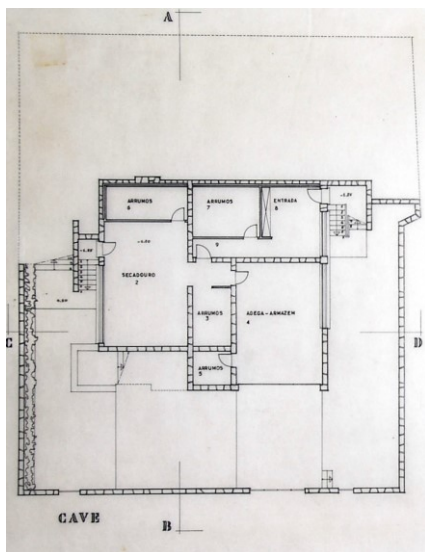 A
ARRUMOS
6
ARRUMOS
7
ENTRADA
8
9
SECADOURO
2
ARRUMOS
3
ADEGA-ARMAZEM
4
ARRUMOS
5
C
D
CAVE
B